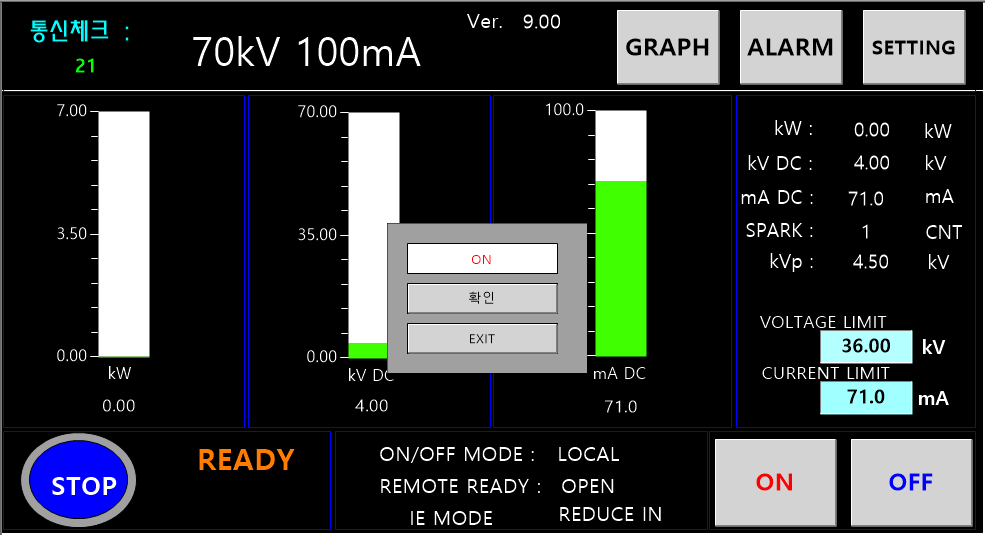 통신체크 :
21
70kV 100mA
Ver. 9.00
GRAPH
ALARM
SETTING
7.00
3.50
0.00
kW
0.00
70.00
35.00
0.00
kV DC
4.00
100.0
mA DC
71.0
ON
확인
EXIT
kW : 0.00 kW
kV DC : 4.00 kV
mA DC : 71.0 mA
SPARK : 1 CNT
kVp : 4.50 kV
VOLTAGE LIMIT
36.00 kV
CURRENT LIMIT
71.0 mA
STOP
READY
ON/OFF MODE : LOCAL
REMOTE READY : OPEN
IE MODE REDUCE IN
ON
OFF